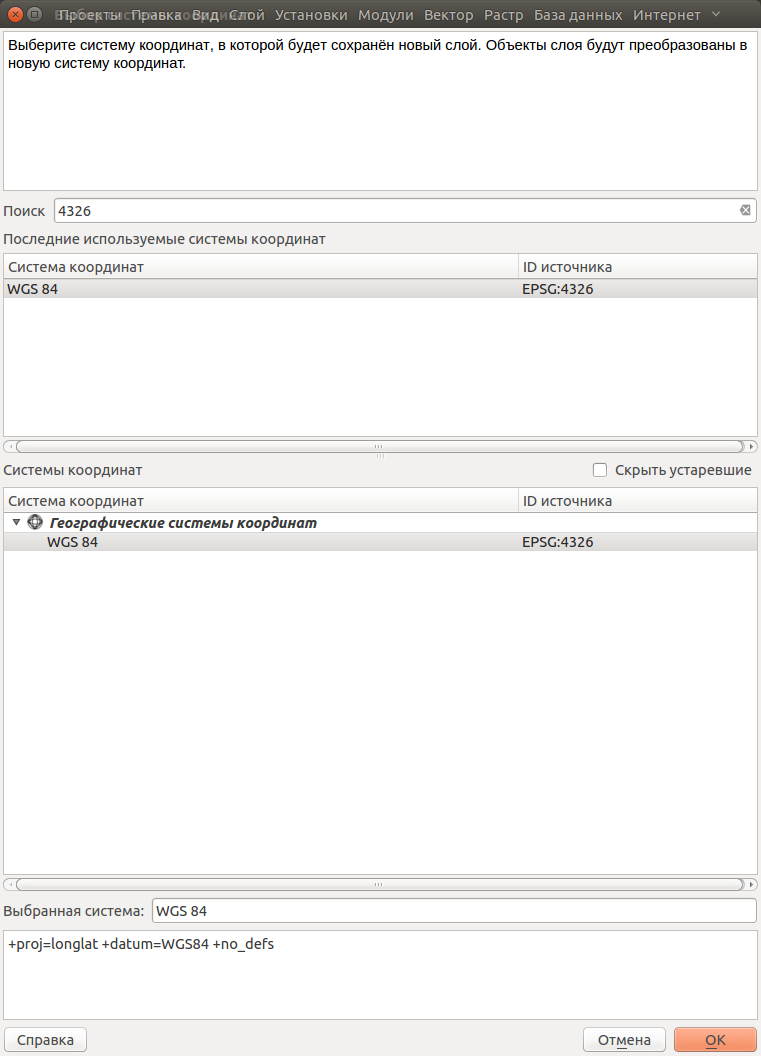 Проекты Правка Вид Слой Установки Модули Вектор Растр База данных Интернет
Выберите систему координат, в которой будет сохранён новый слой. Объекты слоя будут преобразованы в
новую систему координат.
Поиск 4326
Последние используемые системы координат
Система координат ID источника
WGS 84 EPSG:4326
Системы координат Скрыть устаревшие
Система координат ID источника
Географические системы координат
WGS 84 EPSG:4326
Выбранная система: WGS 84
+proj=longlat +datum=WGS84 +no_defs
Справка Отмена OK